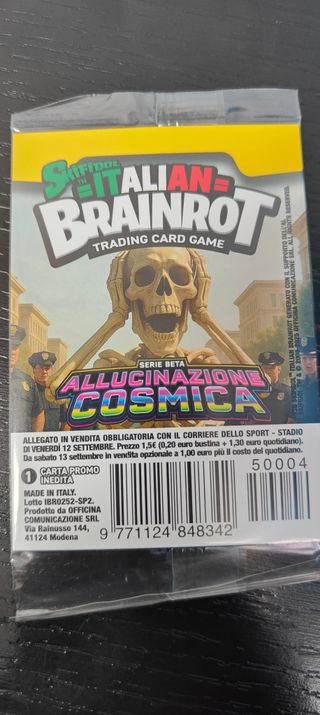 SKIFIDOL
ITALIAN
BRAINROT
TRADING CARD GAME
SERIE BETA
ALLUCINAZIONE
COSMICA
ALLEGATO IN VENDITA OBBLIGATORIA CON IL CORRIERE DELLO SPORT - STADIO
DI VENERDÌ 12 SETTEMBRE. Prezzo 1,5€ (0,20 euro bustina + 1,30 euro quotidiano).
Da sabato 13 settembre in vendita opzionale a 1,00 euro più il costo del quotidiano.
1 CARTA PROMO
INEDITA
50004
MADE IN ITALY.
Lotto IBR0252-SP2.
Prodotto da OFFICINA
COMUNICAZIONE SRL
Via Rainusso 144,
41124 Modena
9 771124 848342